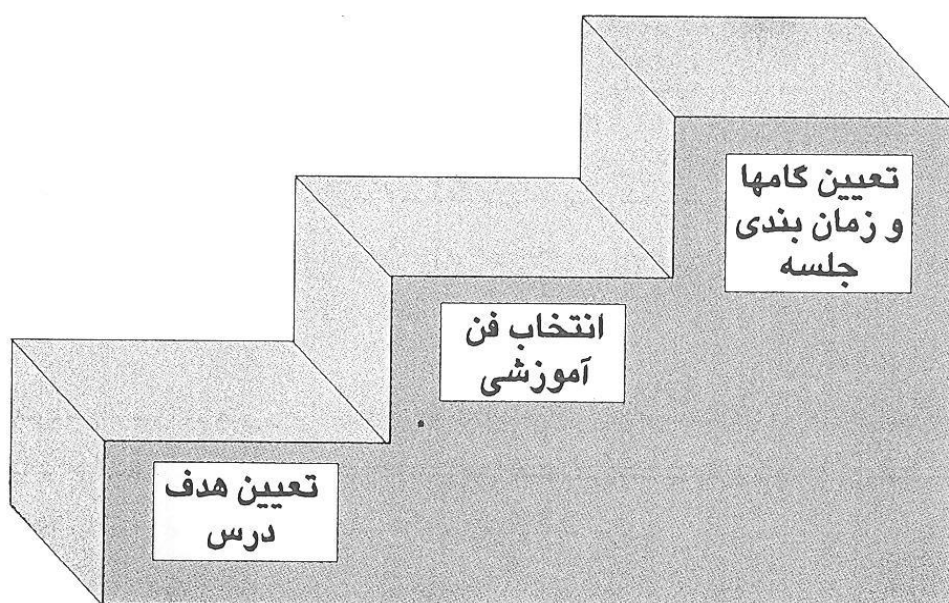 تعیین گامها
و زمان بندی
جلسه
انتخاب فن
آموزشی
تعیین هدف
درس